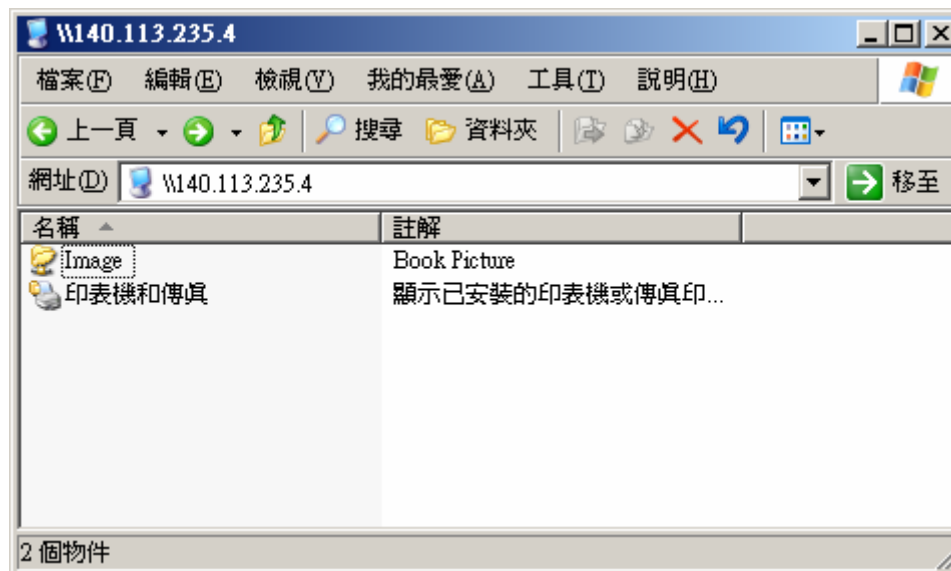 \\140.113.235.4
檔案(F) 編輯(E) 檢視(V) 我的最愛(A) 工具(T) 說明(H)
上一頁 搜尋 資料夾
網址(D) \\140.113.235.4 移至
名稱 註解
Image Book Picture
印表機和傳真 顯示已安裝的印表機或傳真印...
2 個物件